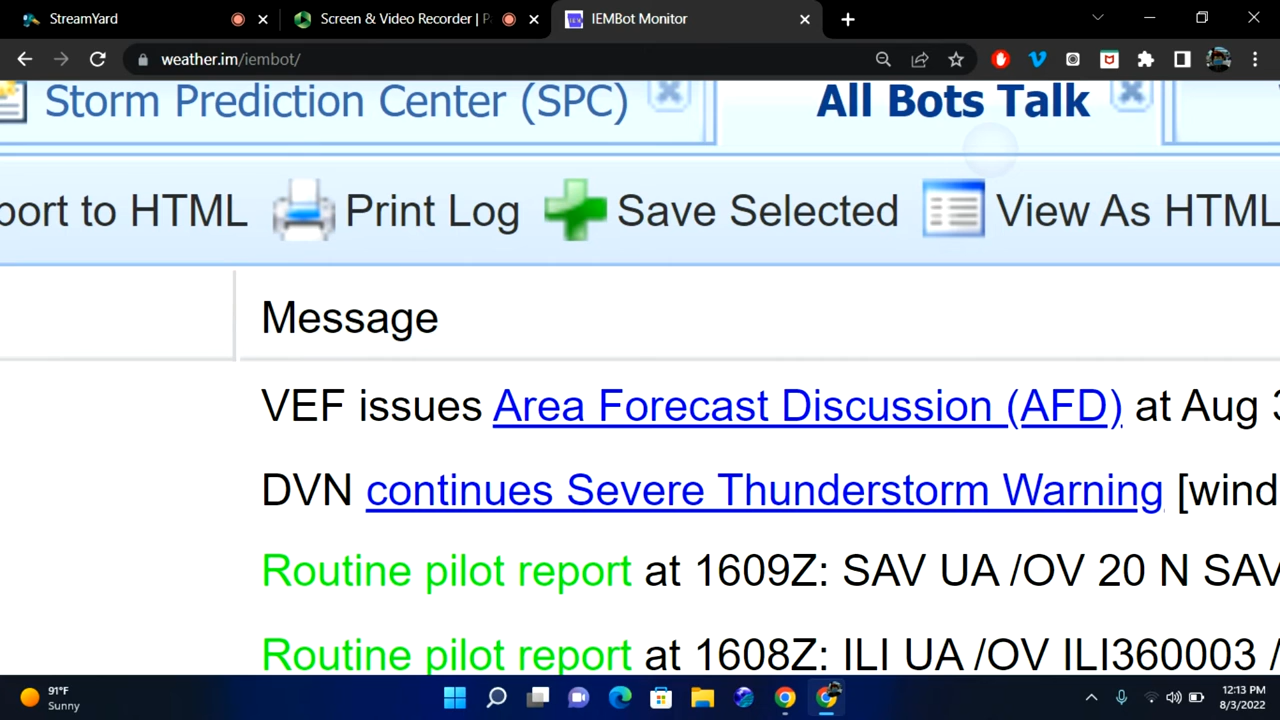 StreamYard
Screen & Video Recorder | P
IEMBot Monitor
weather.im/iembot/
Storm Prediction Center (SPC)
All Bots Talk
port to HTML
Print Log
Save Selected
View As HTML
Message
VEF issues Area Forecast Discussion (AFD) at Aug 3
DVN continues Severe Thunderstorm Warning [wind
Routine pilot report at 1609Z: SAV UA /OV 20 N SAV
Routine pilot report at 1608Z: ILI UA /OV ILI360003 /
91°F
Sunny
12:13 PM
8/3/2022